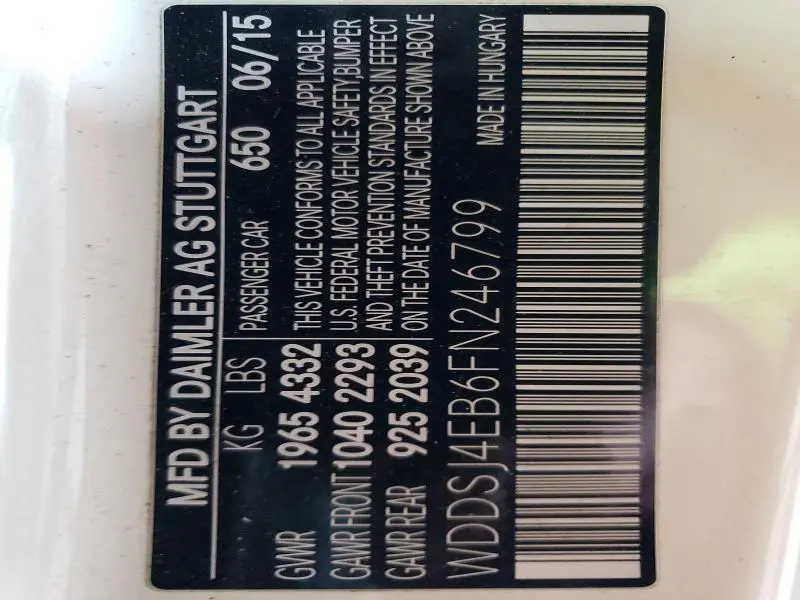 MFD BY DAIMLER AG STUTTGART
KG LBS PASSENGER CAR 650 06/15
GWR 1965 4332 THIS VEHICLE CONFORMS TO ALL APPLICABLE
GAWR FRONT 1040 2293 U.S. FEDERAL MOTOR VEHICLE SAFETY,BUMPER
AND THEFT PREVENTION STANDARDS IN EFFECT
GAWR REAR 925 2039 ON THE DATE OF MANUFACTURE SHOWN ABOVE
WDDSJ4EB6FN246799 MADE IN HUNGARY